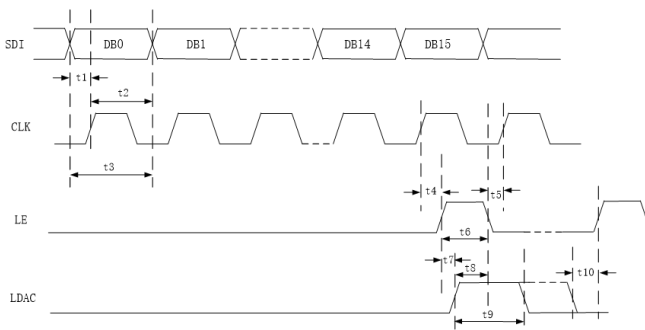 SDI DB0 DB1 DB14 DB15
t1
t2
CLK
t3
t4 t5
LE
t6
t7 t8 t10
LDAC
t9